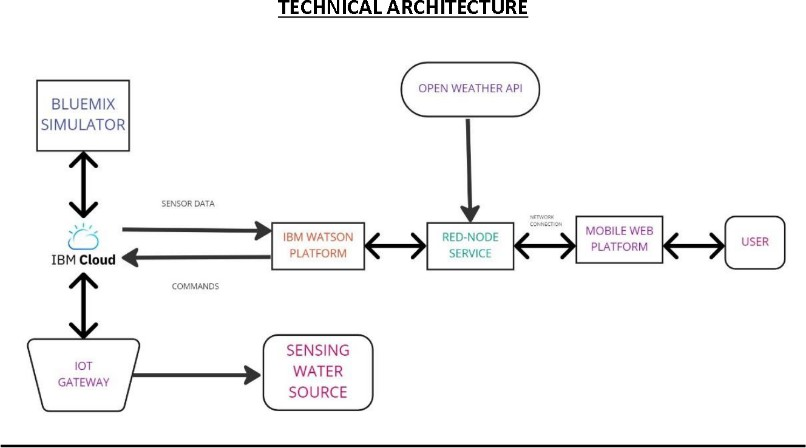 TECHNICAL ARCHITECTURE
BLUEMIX
SIMULATOR
OPEN WEATHER API
SENSOR DATA
IBM Cloud
COMMANDS
IBM WATSON
PLATFORM
RED-NODE
SERVICE
NETWORK
CONNECTION
MOBILE WEB
PLATFORM
USER
IOT
GATEWAY
SENSING
WATER
SOURCE